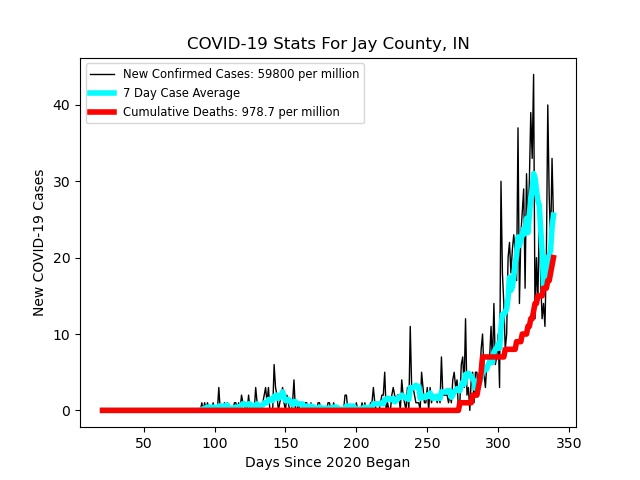 COVID-19 Stats For Jay County, IN
New Confirmed Cases: 59800 per million
7 Day Case Average
Cumulative Deaths: 978.7 per million
New COVID-19 Cases
40
30
20
10
0
50 100 150 200 250 300 350
Days Since 2020 Began